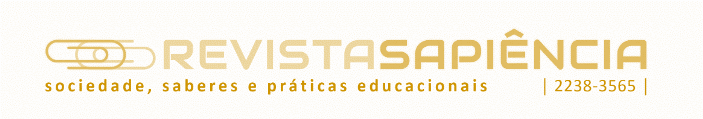 REVISTASAPIÊNCIA
sociedade, saberes e práticas educacionais | 2238-3565 |